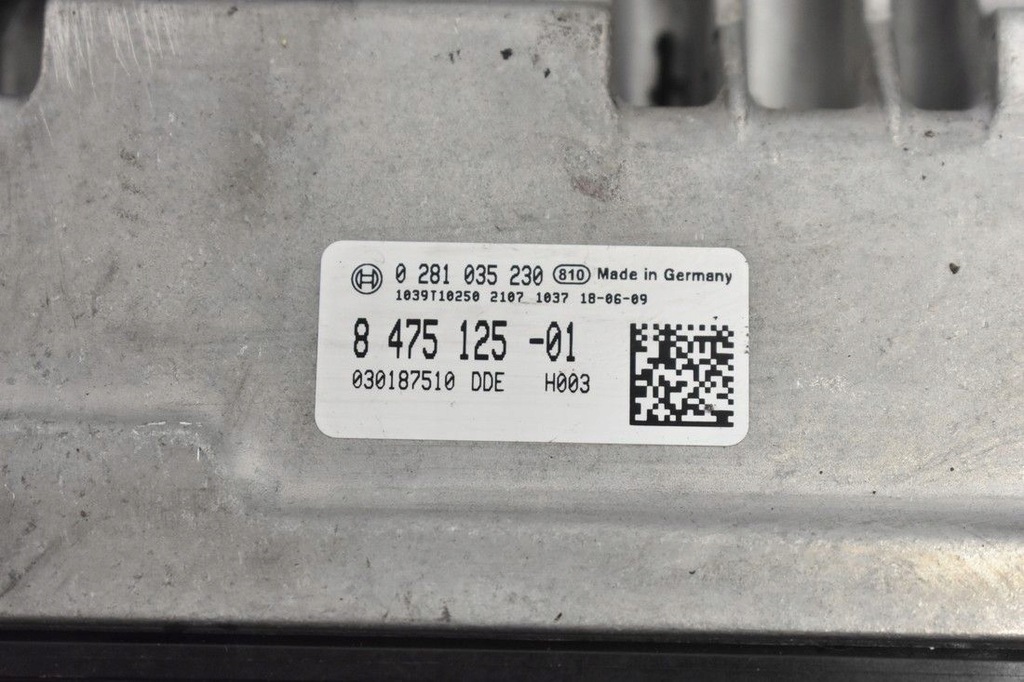 0 281 035 230 810 Made in Germany
1039T10250 2107 1037 18-06-09
8 475 125 -01
030187510 DDE H003